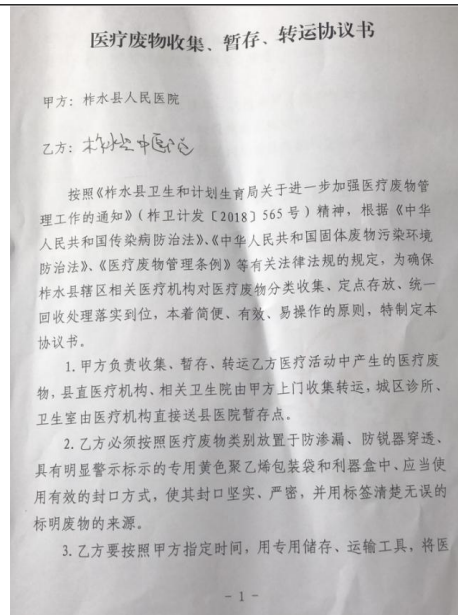 医疗废物收集、暂存、转运协议书
甲方：柞水县人民医院
乙方：柞水县中医医院
按照《柞水县卫生和计划生育局关于进一步加强医疗废物管
理工作的通知》（柞卫计发〔2018〕565号）精神，根据《中华
人民共和国传染病防治法》、《中华人民共和国固体废物污染环境
防治法》、《医疗废物管理条例》等有关法律法规的规定，为确保
柞水县辖区相关医疗机构对医疗废物分类收集、定点存放、统一
回收处理落实到位，本着简便、有效、易操作的原则，特制定本
协议书。
1.甲方负责收集、暂存、转运乙方医疗活动中产生的医疗废
物，县直医疗机构、相关卫生院由甲方上门收集转运，城区诊所、
卫生室由医疗机构直接送县医院暂存点。
2.乙方必须按照医疗废物类别放置于防渗漏、防锐器穿透、
具有明显警示标示的专用黄色聚乙烯包装袋和利器盒中、应当使
用有效的封口方式，使其封口坚实、严密，并用标签清楚无误的
标明废物的来源。
3.乙方要按照甲方指定时间，用专用储存、运输工具，将医
- 1 -